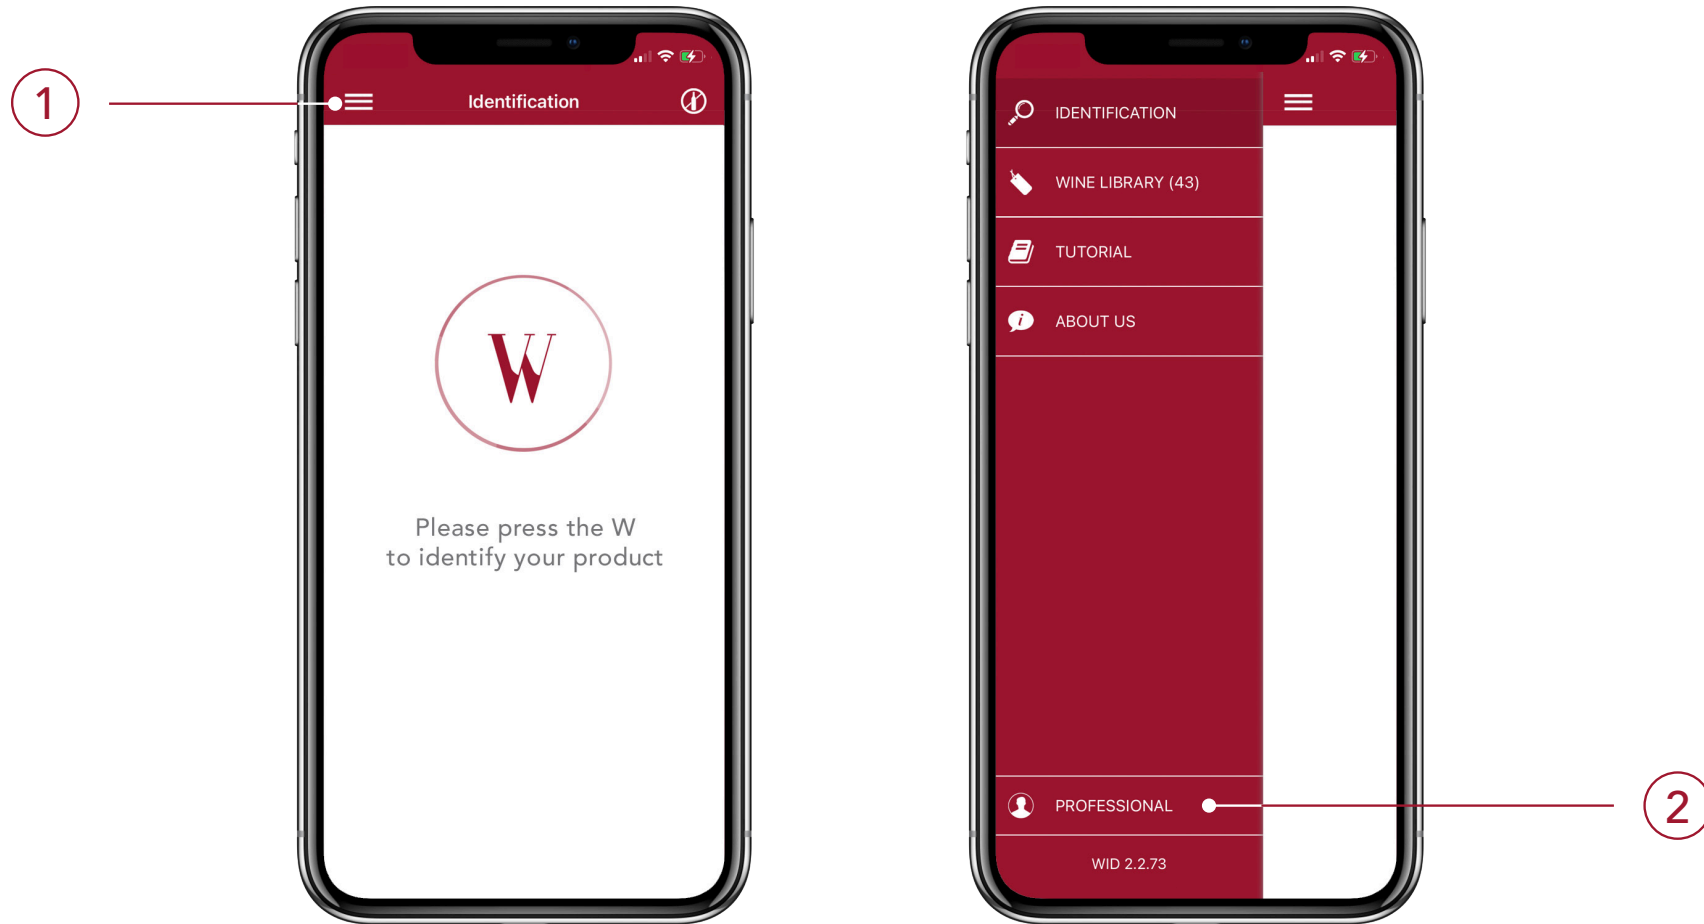 1
Identification
W
Please press the W
to identify your product
IDENTIFICATION
WINE LIBRARY (43)
TUTORIAL
ABOUT US
PROFESSIONAL
2
WID 2.2.73